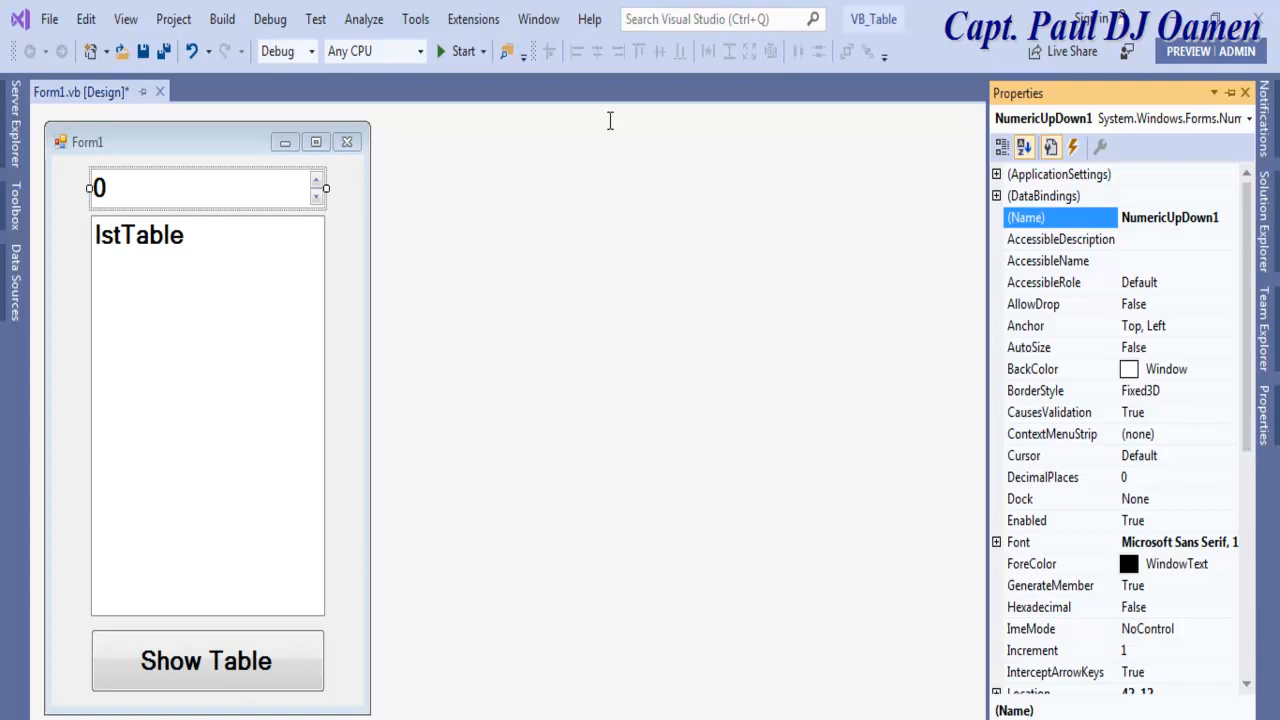 File Edit View Project Build Debug Test Analyze Tools Extensions Window Help Search Visual Studio (Ctrl+Q) VB_Table
Capt. Paul DJ Oamen
Debug Any CPU Start Live Share PREVIEW ADMIN
Form1.vb [Design]*
Server Explorer
Toolbox
Data Sources
Form1
0
lstTable
Show Table
Properties
NumericUpDown1 System.Windows.Forms.Num
(ApplicationSettings)
(DataBindings)
(Name) NumericUpDown1
AccessibleDescription
AccessibleName
AccessibleRole Default
AllowDrop False
Anchor Top, Left
AutoSize False
BackColor Window
BorderStyle Fixed3D
CausesValidation True
ContextMenuStrip (none)
Cursor Default
DecimalPlaces 0
Dock None
Enabled True
Font Microsoft Sans Serif, 1
ForeColor WindowText
GenerateMember True
Hexadecimal False
ImeMode NoControl
Increment 1
InterceptArrowKeys True
Location 42, 12
(Name)
Notifications
Solution Explorer
Team Explorer
Properties